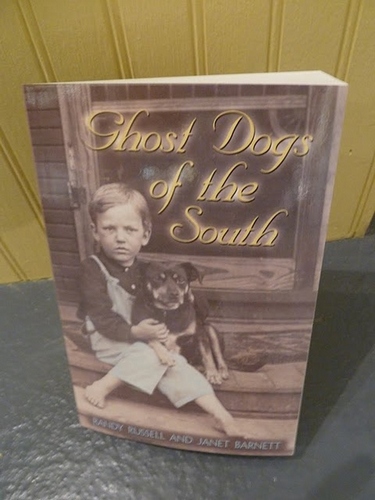 Ghost Dogs
of the
South
RANDY RUSSELL AND JANET BARNETT